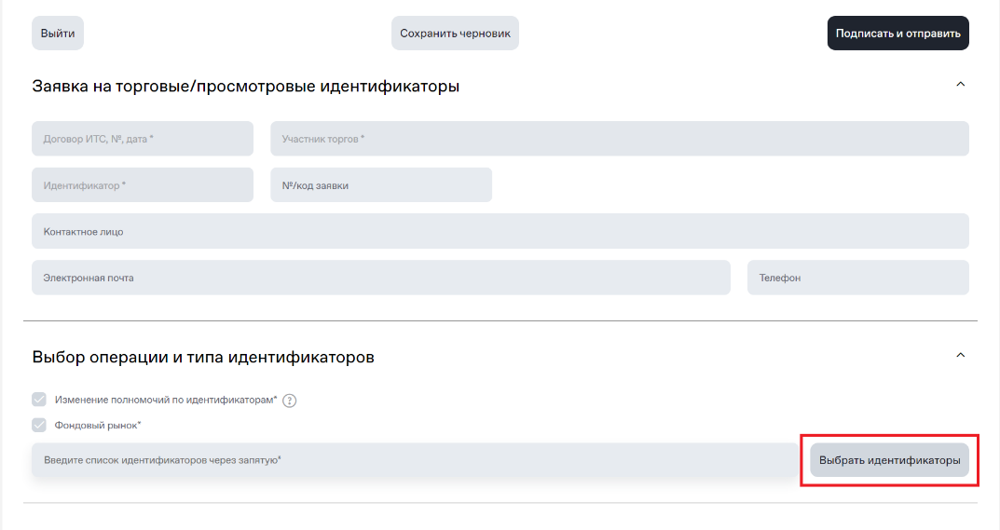 Выйти
Сохранить черновик
Подписать и отправить
Заявка на торговые/просмотровые идентификаторы
Договор ИТС, №, дата *
Участник торгов *
Идентификатор *
№/код заявки
Контактное лицо
Электронная почта
Телефон
Выбор операции и типа идентификаторов
Изменение полномочий по идентификаторам* ?
Фондовый рынок*
Введите список идентификаторов через запятую*
Выбрать идентификаторы